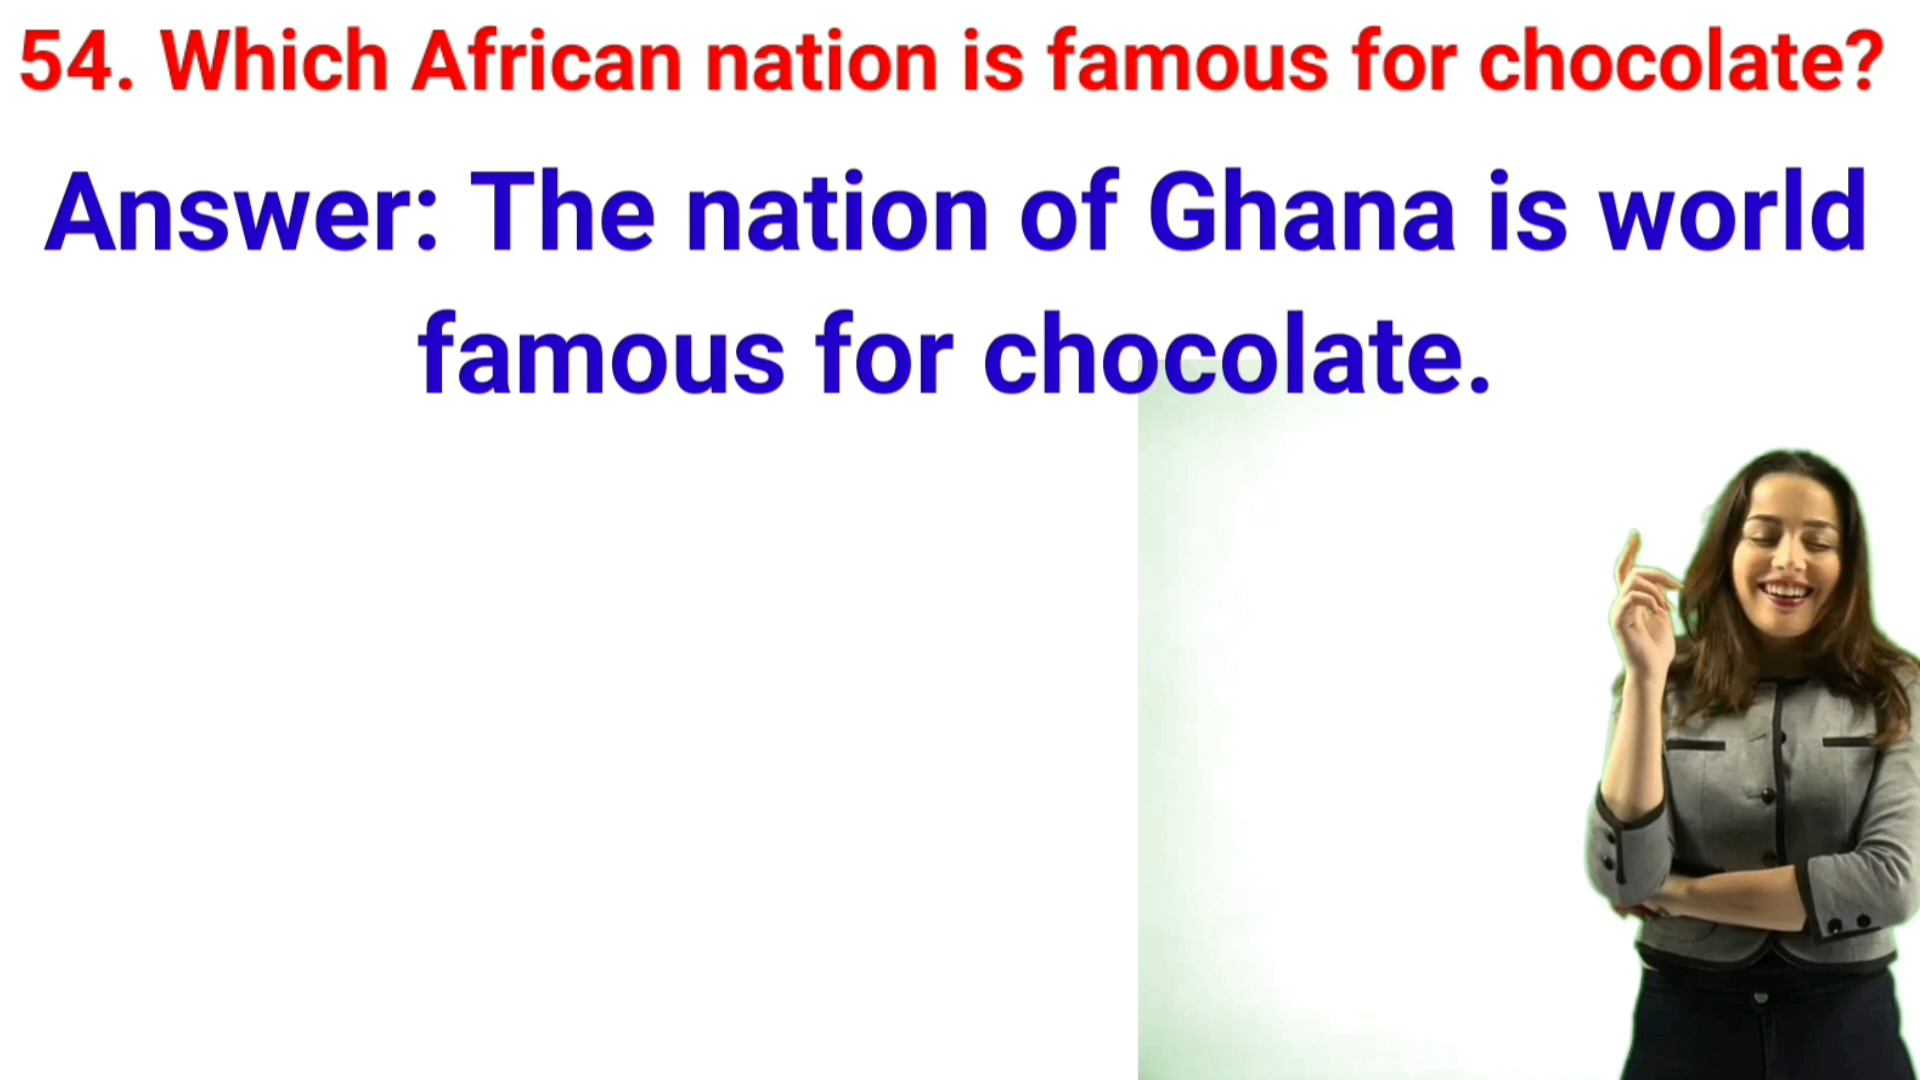 54. Which African nation is famous for chocolate?
Answer: The nation of Ghana is world
famous for chocolate.